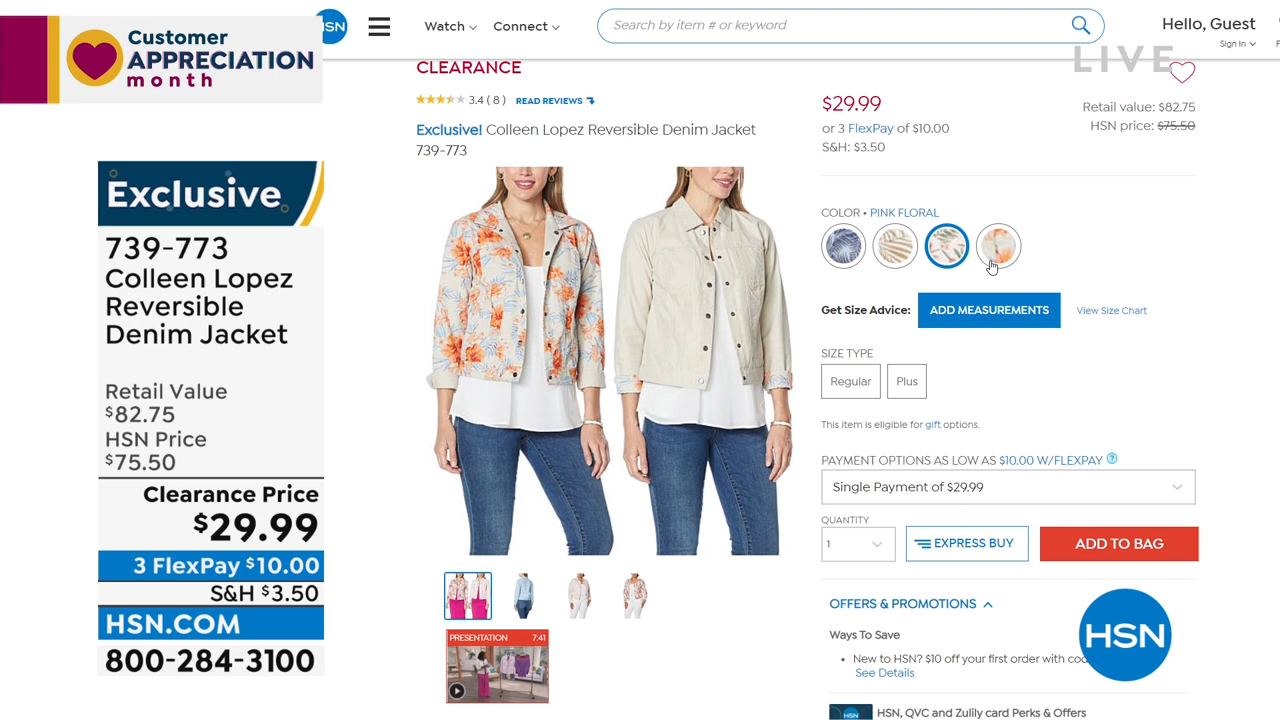 Customer
APPRECIATION
month
HSN
Watch
Connect
Search by item # or keyword
Hello, Guest
Sign In
LIVE
Exclusive
739-773
Colleen Lopez
Reversible
Denim Jacket
Retail Value
$82.75
HSN Price
$75.50
Clearance Price
$29.99
3 FlexPay $10.00
S&H $3.50
HSN.COM
800-284-3100
CLEARANCE
3.4 ( 8 ) READ REVIEWS
Exclusive! Colleen Lopez Reversible Denim Jacket
739-773
PRESENTATION 7:41
$29.99
or 3 FlexPay of $10.00
S&H: $3.50
Retail value: $82.75
HSN price: $75.50
COLOR • PINK FLORAL
Get Size Advice: ADD MEASUREMENTS View Size Chart
SIZE TYPE
Regular Plus
This item is eligible for gift options.
PAYMENT OPTIONS AS LOW AS $10.00 W/FLEXPAY ?
Single Payment of $29.99
QUANTITY
1 EXPRESS BUY ADD TO BAG
OFFERS & PROMOTIONS
Ways To Save
• New to HSN? $10 off your first order with
See Details
HSN
HSN, QVC and Zulily card Perks & Offers